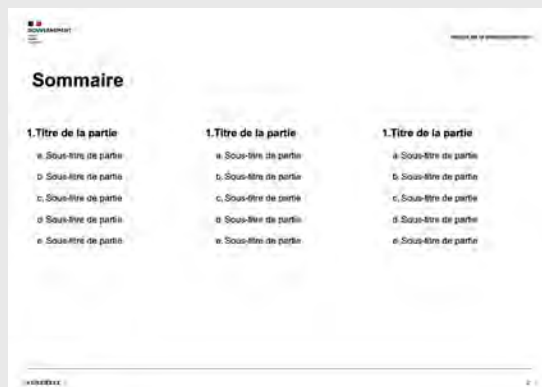 GOUVERNEMENT
Sommaire
1.Titre de la partie
a. Sous-titre de partie
b. Sous-titre de partie
c. Sous-titre de partie
d. Sous-titre de partie
e. Sous-titre de partie
1.Titre de la partie
a. Sous-titre de partie
b. Sous-titre de partie
c. Sous-titre de partie
d. Sous-titre de partie
e. Sous-titre de partie
1.Titre de la partie
a. Sous-titre de partie
b. Sous-titre de partie
c. Sous-titre de partie
d. Sous-titre de partie
e. Sous-titre de partie
2